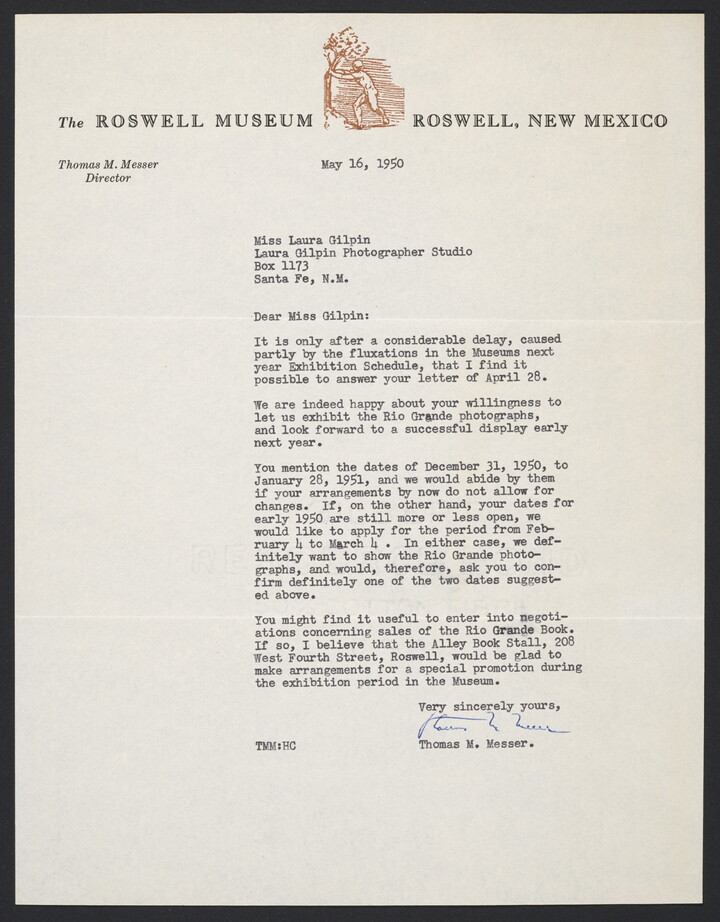 The ROSWELL MUSEUM ROSWELL, NEW MEXICO
Thomas M. Messer
Director
May 16, 1950
Miss Laura Gilpin
Laura Gilpin Photographer Studio
Box 1173
Santa Fe, N.M.
Dear Miss Gilpin:
It is only after a considerable delay, caused
partly by the fluxations in the Museums next
year Exhibition Schedule, that I find it
possible to answer your letter of April 28.
We are indeed happy about your willingness to
let us exhibit the Rio Grande photographs,
and look forward to a successful display early
next year.
You mention the dates of December 31, 1950, to
January 28, 1951, and we would abide by them
if your arrangements by now do not allow for
changes. If, on the other hand, your dates for
early 1950 are still more or less open, we
would like to apply for the period from Feb-
ruary 4 to March 4 . In either case, we def-
initely want to show the Rio Grande photo-
graphs, and would, therefore, ask you to con-
firm definitely one of the two dates suggest-
ed above.
You might find it useful to enter into negoti-
ations concerning sales of the Rio Grande Book.
If so, I believe that the Alley Book Stall, 208
West Fourth Street, Roswell, would be glad to
make arrangements for a special promotion during
the exhibition period in the Museum.
Very sincerely yours,
Thomas M. Messer
TMM:HC Thomas M. Messer.